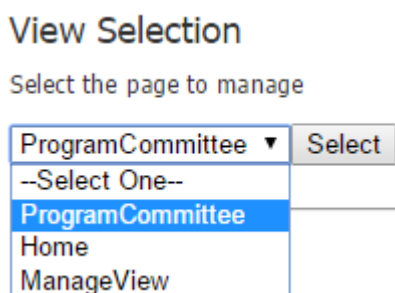 View Selection
Select the page to manage
ProgramCommittee ▼ Select
--Select One--
ProgramCommittee
Home
ManageView